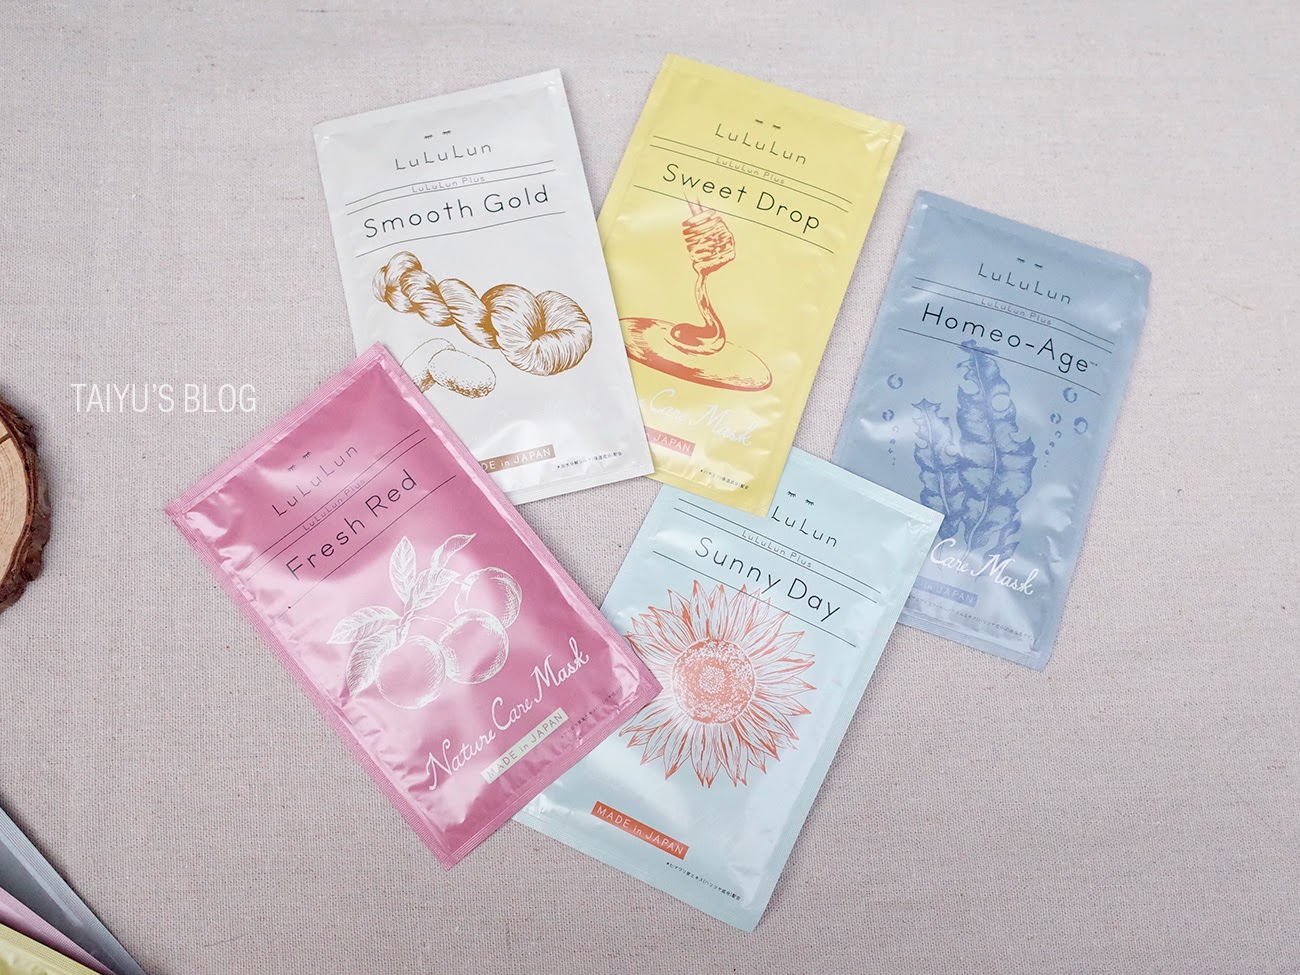 LuLuLun
LuLuLun Plus
Smooth Gold
MADE in JAPAN
LuLuLun
LuLuLun Plus
Sweet Drop
Care Mask
JAPAN
LuLuLun
LuLuLun Plus
Homeo-Age
Care Mask
MADE in JAPAN
TAIYU'S BLOG
LuLuLun
LuLuLun Plus
Fresh Red
Nature Care Mask
MADE in JAPAN
LuLun
LuLuLun Plus
Sunny Day
MADE in JAPAN